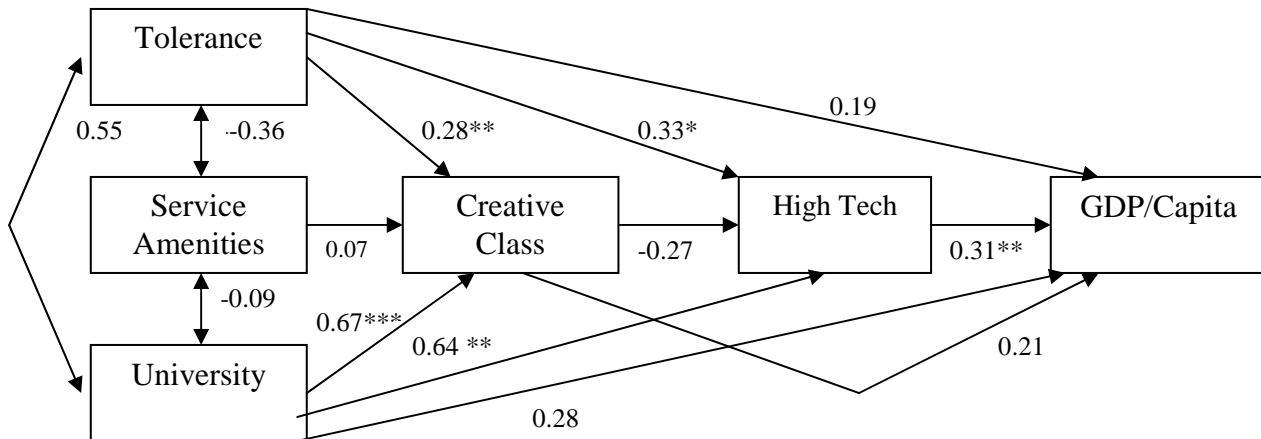 Tolerance
0.19
0.55
-0.36
0.28**
0.33*
Service
Amenities
Creative
Class
High Tech
GDP/Capita
0.07
-0.27
0.31**
-0.09
0.67***
0.64 **
0.21
University
0.28